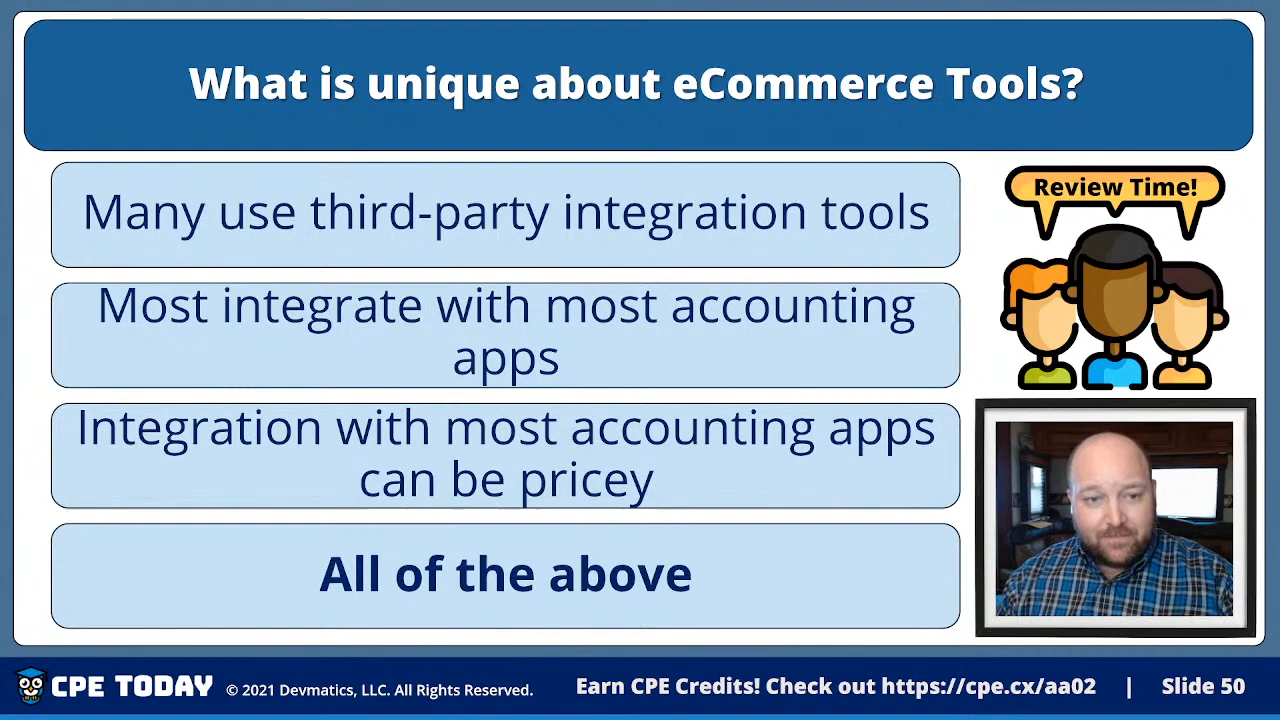 What is unique about eCommerce Tools?
Many use third-party integration tools
Most integrate with most accounting
apps
Integration with most accounting apps
can be pricey
All of the above
Review Time!
CPE TODAY © 2021 Devmatics, LLC. All Rights Reserved. Earn CPE Credits! Check out https://cpe.cx/aa02 | Slide 50